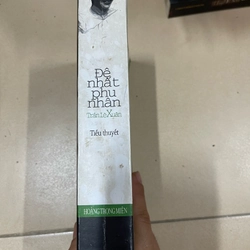 Đệ
nhất
phu
nhân
Trần Lệ Xuân
Tiểu thuyết
HOÀNG TRỌNG MIÊN